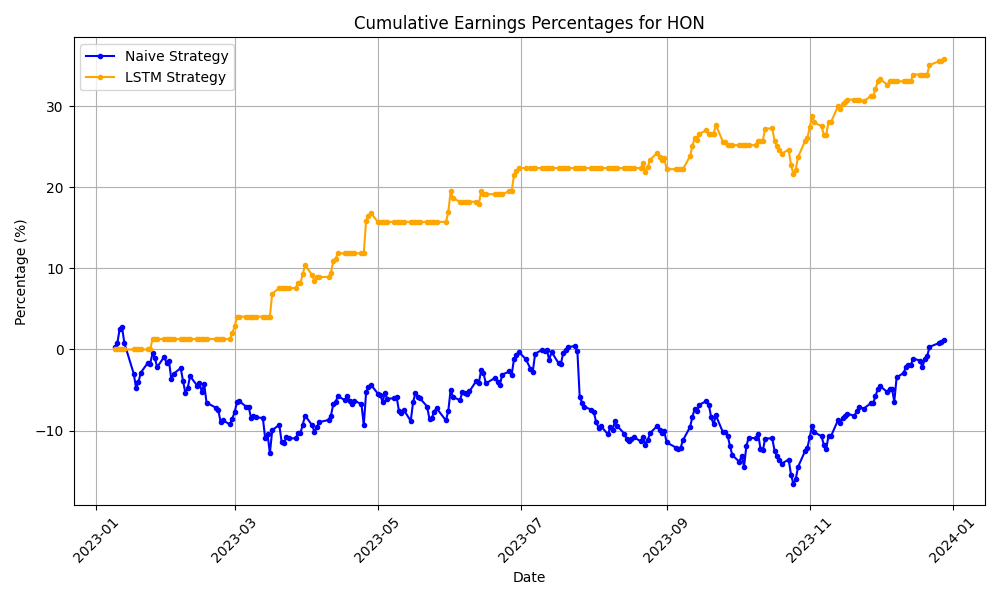 Cumulative Earnings Percentages for HON
Naive Strategy
LSTM Strategy
Percentage (%)
30
20
10
0
−10
2023-01
2023-03
2023-05
2023-07
2023-09
2023-11
2024-01
Date